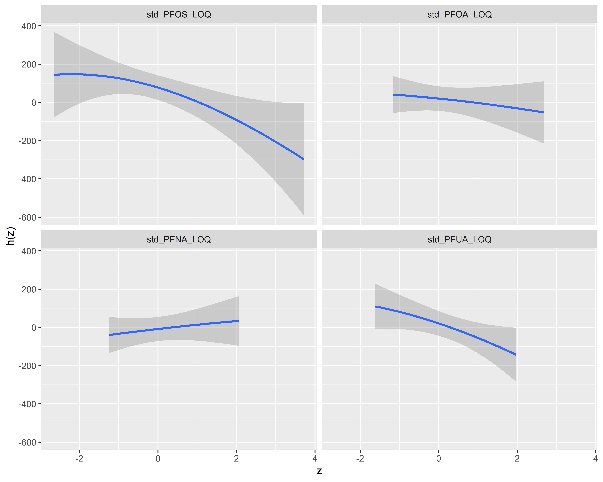 std_PFOS_LOQ
std_PFOA_LOQ
400
200
0
-200
-400
-600
std_PFNA_LOQ
std_PFUA_LOQ
400
200
0
-200
-400
-600
h(z)
-2 0 2 4
-2 0 2 4
z